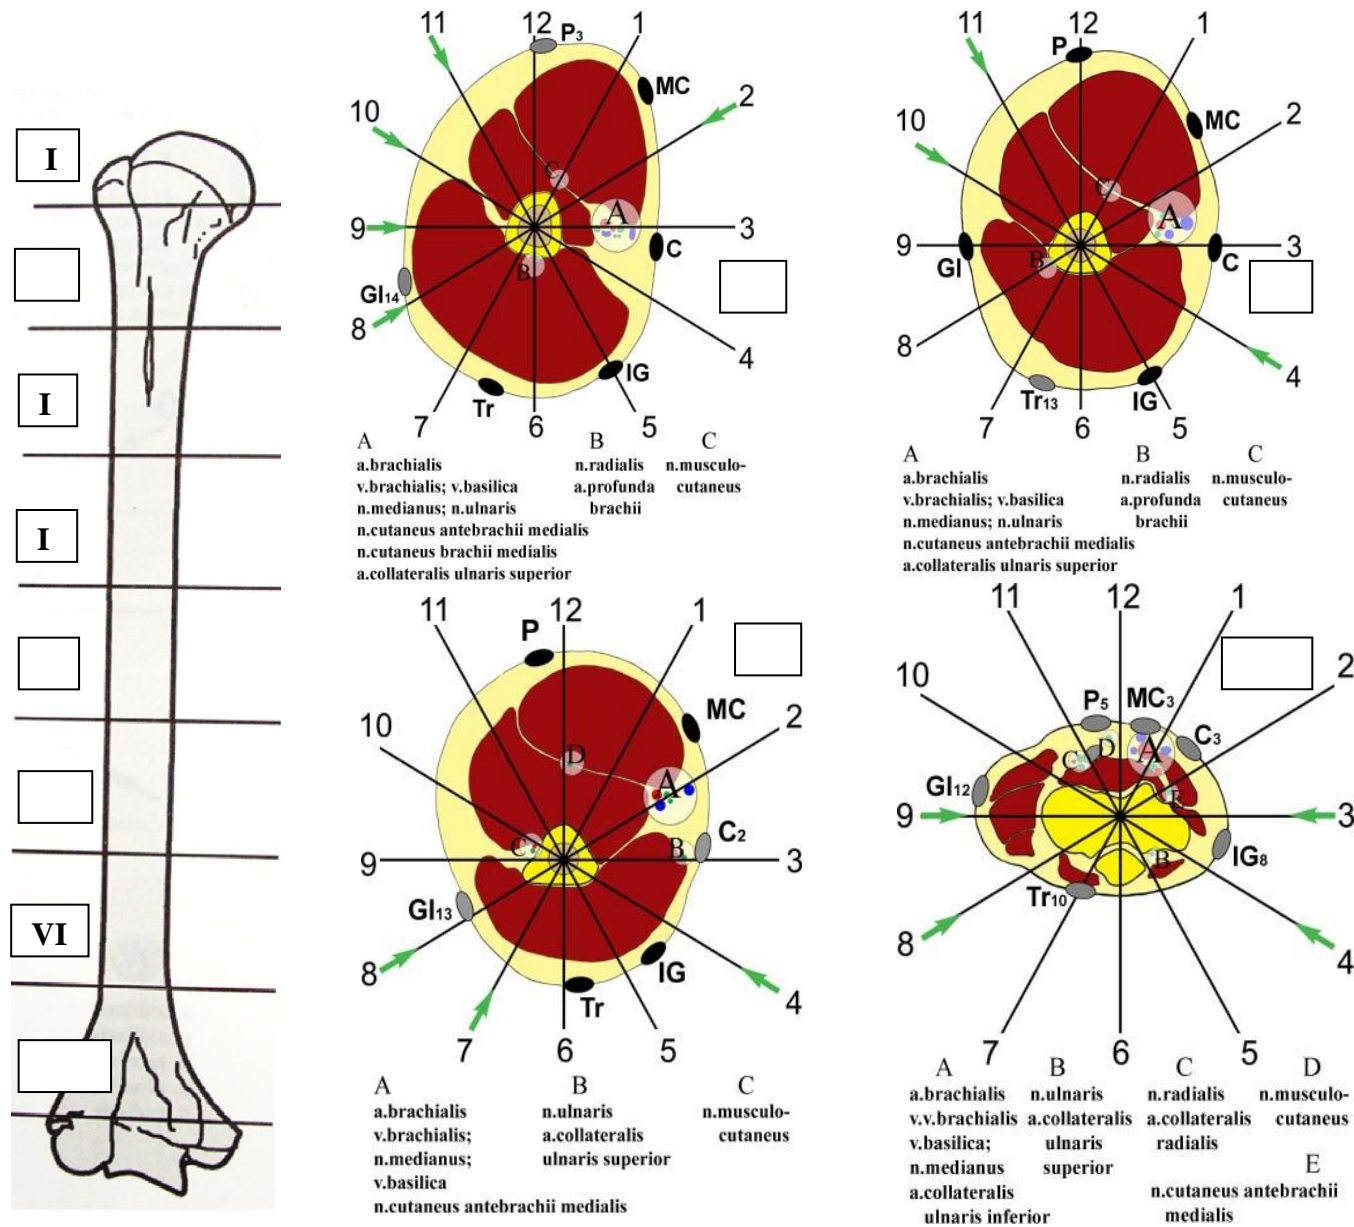 I
I
I
VI
11
12
1
2
3
4
5
6
7
8
9
10
P3
MC
C
IG
Tr
GI14
A
B
C
A
B
C
a.brachialis
v.brachialis; v.basilica
n.medianus; n.ulnaris
n.cutaneus antebrachii medialis
n.cutaneus brachii medialis
a.collateralis ulnaris superior
n.radialis
a.profunda
brachii
n.musculo-
cutaneus
11
12
1
2
3
4
5
6
7
8
9
10
P
MC
C
IG
Tr13
GI
A
B
C
A
B
C
a.brachialis
v.brachialis; v.basilica
n.medianus; n.ulnaris
n.cutaneus antebrachii medialis
a.collateralis ulnaris superior
n.radialis
a.profunda
brachii
n.musculo-
cutaneus
11
12
1
2
3
4
5
6
7
8
9
10
P
MC
C2
IG
Tr
GI13
A
B
C
D
A
B
C
a.brachialis
v.brachialis;
n.medianus;
v.basilica
n.cutaneus antebrachii medialis
n.ulnaris
a.collateralis
ulnaris superior
n.musculo-
cutaneus
11
12
1
2
3
4
5
6
7
8
9
10
P5
MC3
C3
IG8
Tr10
GI12
A
B
C
D
E
A
B
C
D
a.brachialis
v.v.brachialis
v.basilica;
n.medianus
a.collateralis
ulnaris inferior
n.ulnaris
a.collateralis
ulnaris
superior
n.radialis
a.collateralis
radialis
n.musculo-
cutaneus
E
n.cutaneus antebrachii
medialis